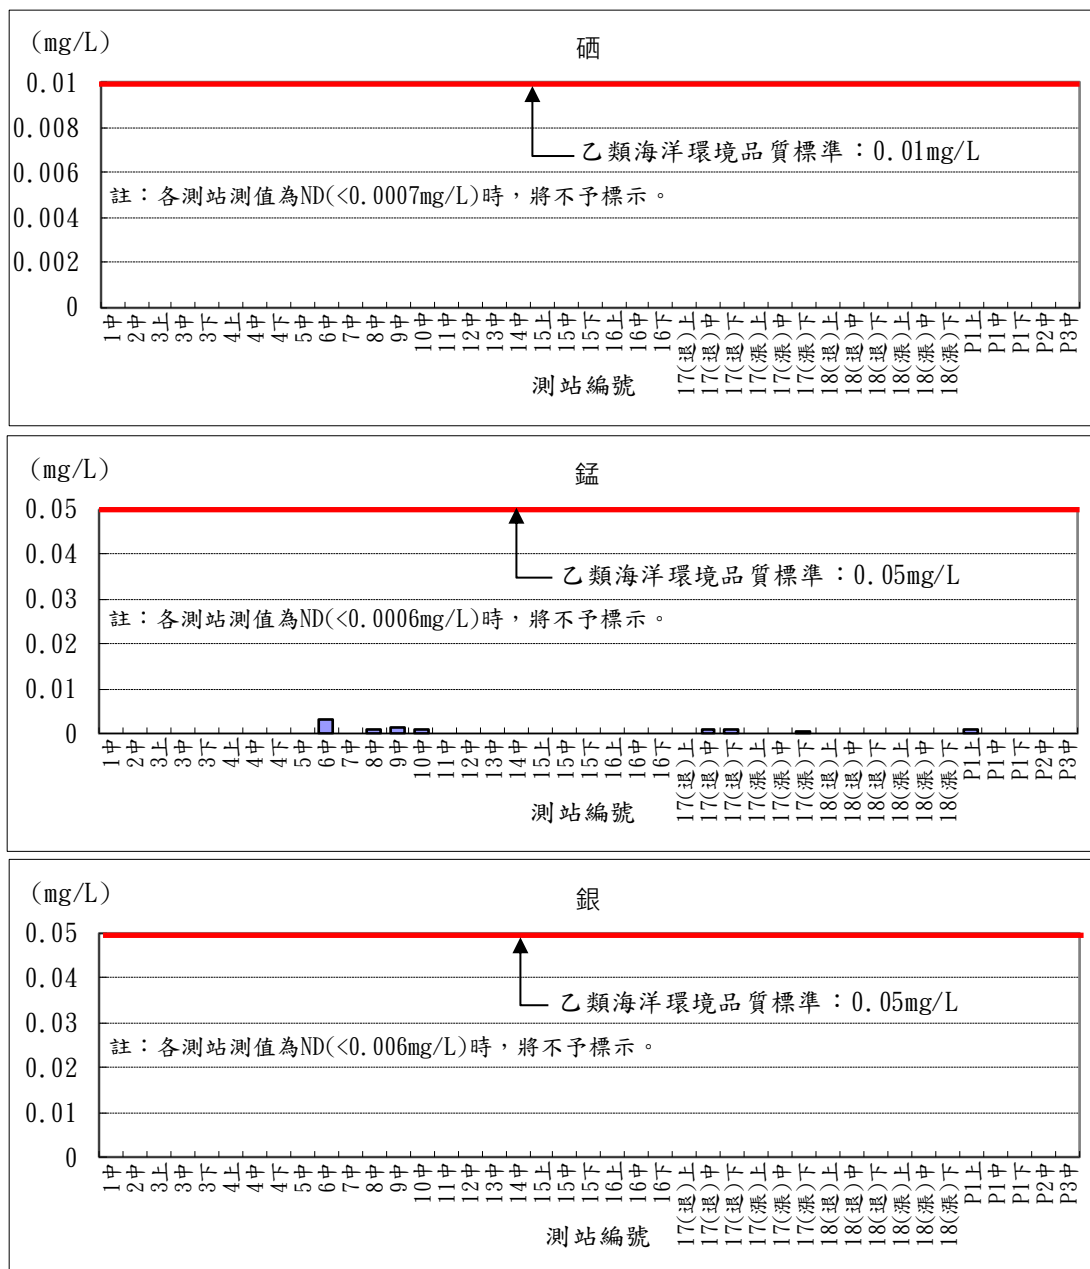 (mg/L)
硒
0.01
0.008
乙類海洋環境品質標準：0.01mg/L
0.006
註：各測站測值為ND(<0.0007mg/L)時，將不予標示。
0.004
0.002
0
1中 2中 3上 3中 3下 4上 4中 4下 5中 6中 7中 8中 9中 10中 11中 12中 13中 14中 15上 15中 15下 16上 16中 16下 17(退)上 17(退)中 17(退)下 17(漲)上 17(漲)中 17(漲)下 18(退)上 18(退)中 18(退)下 18(漲)上 18(漲)中 18(漲)下 P1上 P1中 P1下 P2中 P3中
測站編號
(mg/L)
錳
0.05
0.04
乙類海洋環境品質標準：0.05mg/L
0.03
註：各測站測值為ND(<0.0006mg/L)時，將不予標示。
0.02
0.01
0
1中 2中 3上 3中 3下 4上 4中 4下 5中 6中 7中 8中 9中 10中 11中 12中 13中 14中 15上 15中 15下 16上 16中 16下 17(退)上 17(退)中 17(退)下 17(漲)上 17(漲)中 17(漲)下 18(退)上 18(退)中 18(退)下 18(漲)上 18(漲)中 18(漲)下 P1上 P1中 P1下 P2中 P3中
測站編號
(mg/L)
銀
0.05
0.04
乙類海洋環境品質標準：0.05mg/L
0.03
註：各測站測值為ND(<0.006mg/L)時，將不予標示。
0.02
0.01
0
1中 2中 3上 3中 3下 4上 4中 4下 5中 6中 7中 8中 9中 10中 11中 12中 13中 14中 15上 15中 15下 16上 16中 16下 17(退)上 17(退)中 17(退)下 17(漲)上 17(漲)中 17(漲)下 18(退)上 18(退)中 18(退)下 18(漲)上 18(漲)中 18(漲)下 P1上 P1中 P1下 P2中 P3中
測站編號